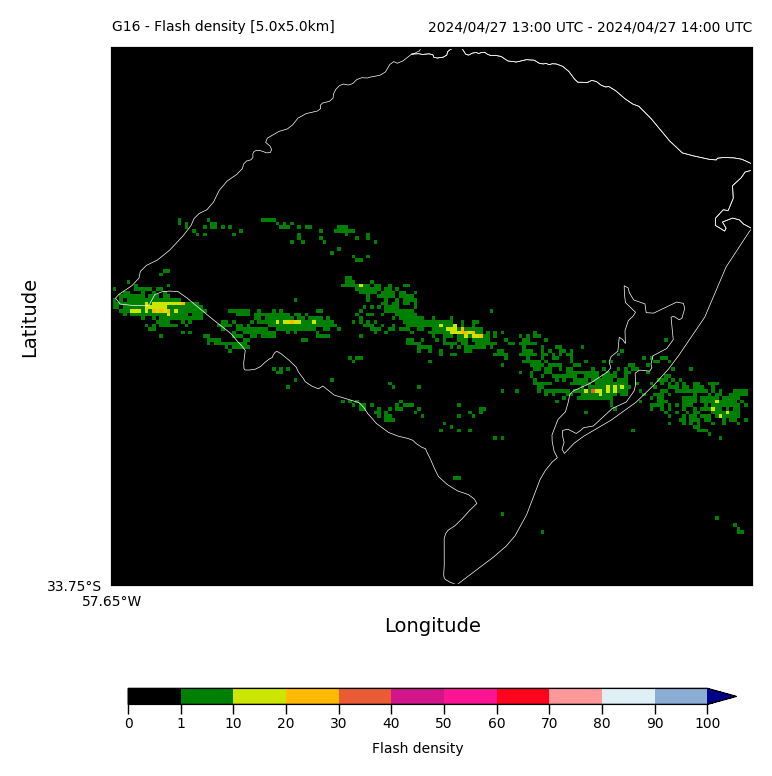 G16 - Flash density [5.0x5.0km]
2024/04/27 13:00 UTC - 2024/04/27 14:00 UTC
Latitude
33.75°S
57.65°W
Longitude
0 1 10 20 30 40 50 60 70 80 90 100
Flash density